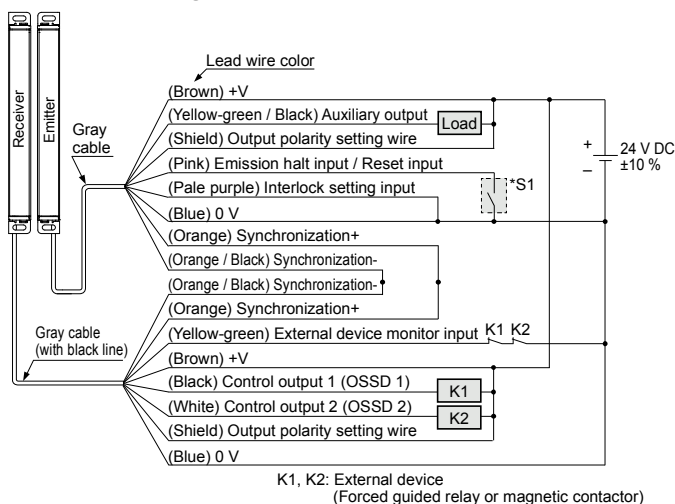 Receiver
Emitter
Gray
cable
Lead wire color
(Brown) +V
(Yellow-green / Black) Auxiliary output
Load
(Shield) Output polarity setting wire
(Pink) Emission halt input / Reset input
*S1
(Pale purple) Interlock setting input
(Blue) 0 V
+
–
24 V DC
±10 %
(Orange) Synchronization+
(Orange / Black) Synchronization-
(Orange / Black) Synchronization-
(Orange) Synchronization+
Gray cable
(with black line)
(Yellow-green) External device monitor input K1 K2
(Brown) +V
(Black) Control output 1 (OSSD 1)
K1
(White) Control output 2 (OSSD 2)
K2
(Shield) Output polarity setting wire
(Blue) 0 V
K1, K2: External device
(Forced guided relay or magnetic contactor)